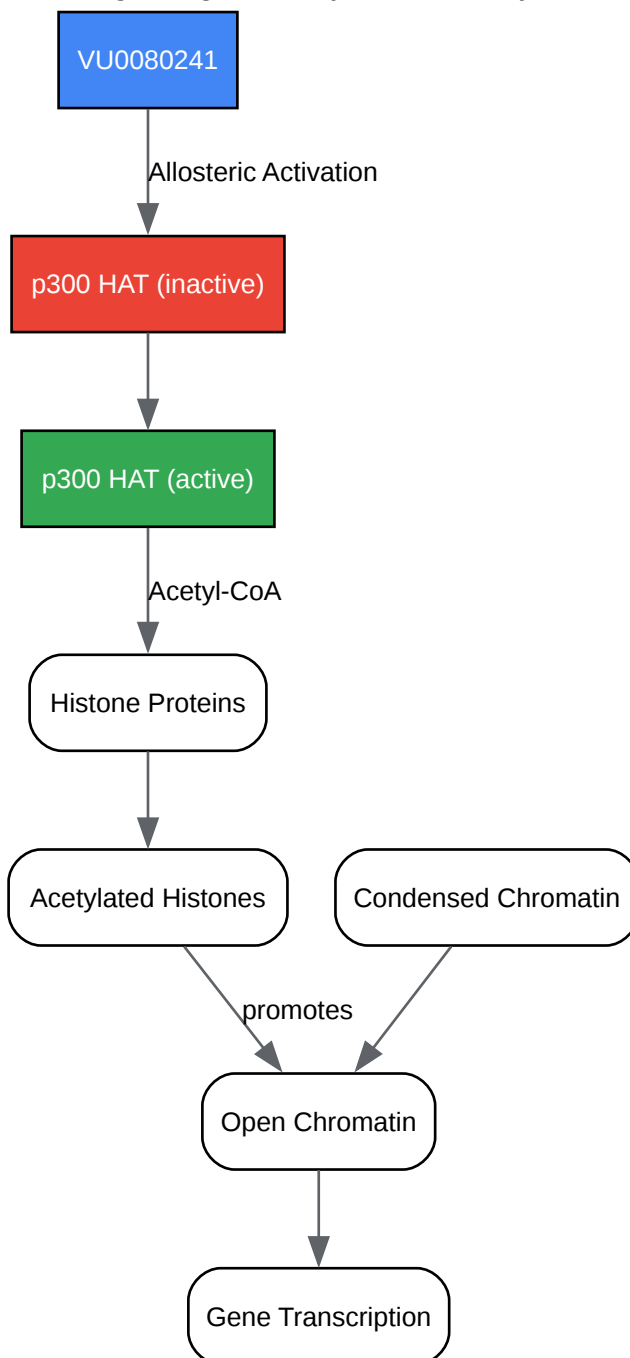 VU0080241
Allosteric Activation
p300 HAT (inactive)
p300 HAT (active)
Acetyl-CoA
Histone Proteins
Acetylated Histones
Condensed Chromatin
promotes
Open Chromatin
Gene Transcription